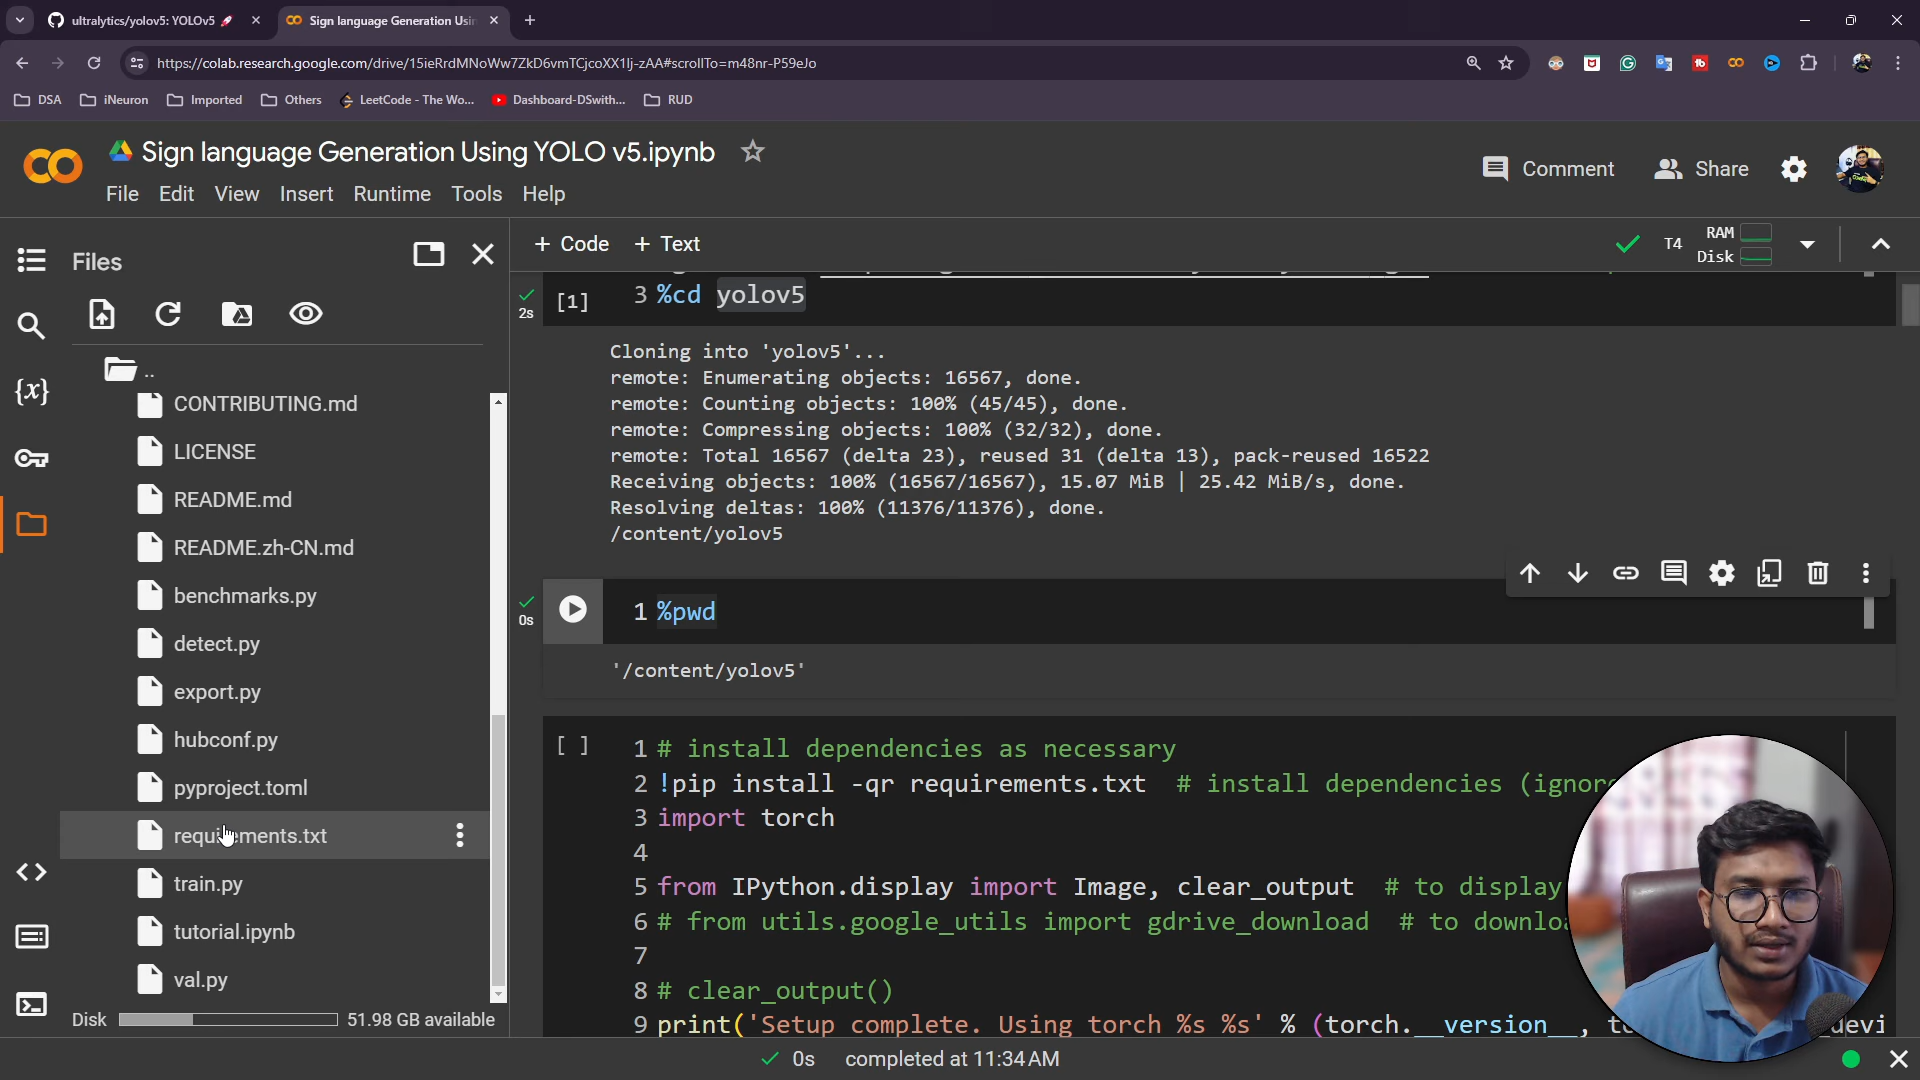 ultralytics/yolov5: YOLOv5 🚀
Sign language Generation Usin
https://colab.research.google.com/drive/15ieRrdMNoWw7ZkD6vmTCjcoXX1Ij-zAA#scrollTo=m48nr-P59eJo
DSA
iNeuron
Imported
Others
LeetCode - The Wo...
Dashboard-DSwith...
RUD
Sign language Generation Using YOLO v5.ipynb
File Edit View Insert Runtime Tools Help
Comment
Share
Files
+ Code + Text
T4
RAM
Disk
..
CONTRIBUTING.md
LICENSE
README.md
README.zh-CN.md
benchmarks.py
detect.py
export.py
hubconf.py
pyproject.toml
requirements.txt
train.py
tutorial.ipynb
val.py
Disk 51.98 GB available
2s
[1]
3 %cd yolov5
Cloning into 'yolov5'...
remote: Enumerating objects: 16567, done.
remote: Counting objects: 100% (45/45), done.
remote: Compressing objects: 100% (32/32), done.
remote: Total 16567 (delta 23), reused 31 (delta 13), pack-reused 16522
Receiving objects: 100% (16567/16567), 15.07 MiB | 25.42 MiB/s, done.
Resolving deltas: 100% (11376/11376), done.
/content/yolov5
0s
1 %pwd
'/content/yolov5'
[ ]
1 # install dependencies as necessary
2 !pip install -qr requirements.txt # install dependencies (ignor
3 import torch
4
5 from IPython.display import Image, clear_output # to display
6 # from utils.google_utils import gdrive_download # to downlo
7
8 # clear_output()
9 print('Setup complete. Using torch %s %s' % (torch.__version__, devi
0s completed at 11:34 AM